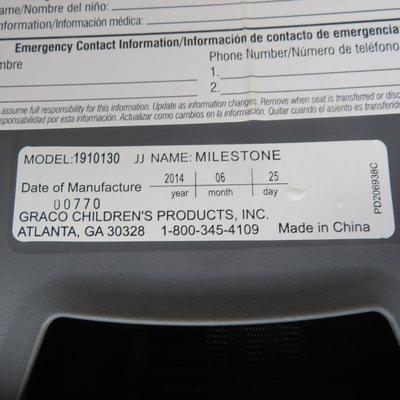 ame/Nombre del niño:
Information/Información médica:
Emergency Contact Information/Información de contacto de emergencia
ombre
Phone Number/Número de teléfono
1.
2.
assume full responsibility for this information. Update as information changes. Remove when seat is transferred or disc
sponsabilidad por esta información. Actualizar como cambios en la información. Quitar cuando el asiento es transferido
MODEL:1910130 JJ NAME: MILESTONE
Date of Manufacture 2014 06 25
year month day
00770
GRACO CHILDREN'S PRODUCTS, INC.
ATLANTA, GA 30328 1-800-345-4109 Made in China
PD206938C